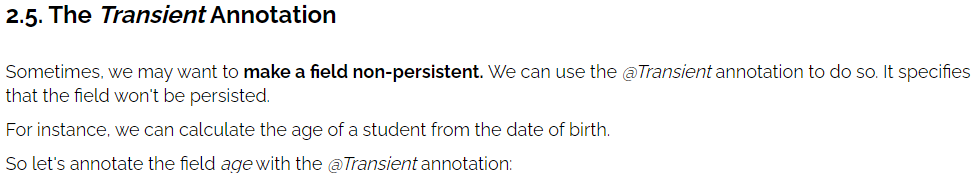 2.5. The Transient Annotation
Sometimes, we may want to make a field non-persistent. We can use the @Transient annotation to do so. It specifies
that the field won't be persisted.
For instance, we can calculate the age of a student from the date of birth.
So let's annotate the field age with the @Transient annotation: